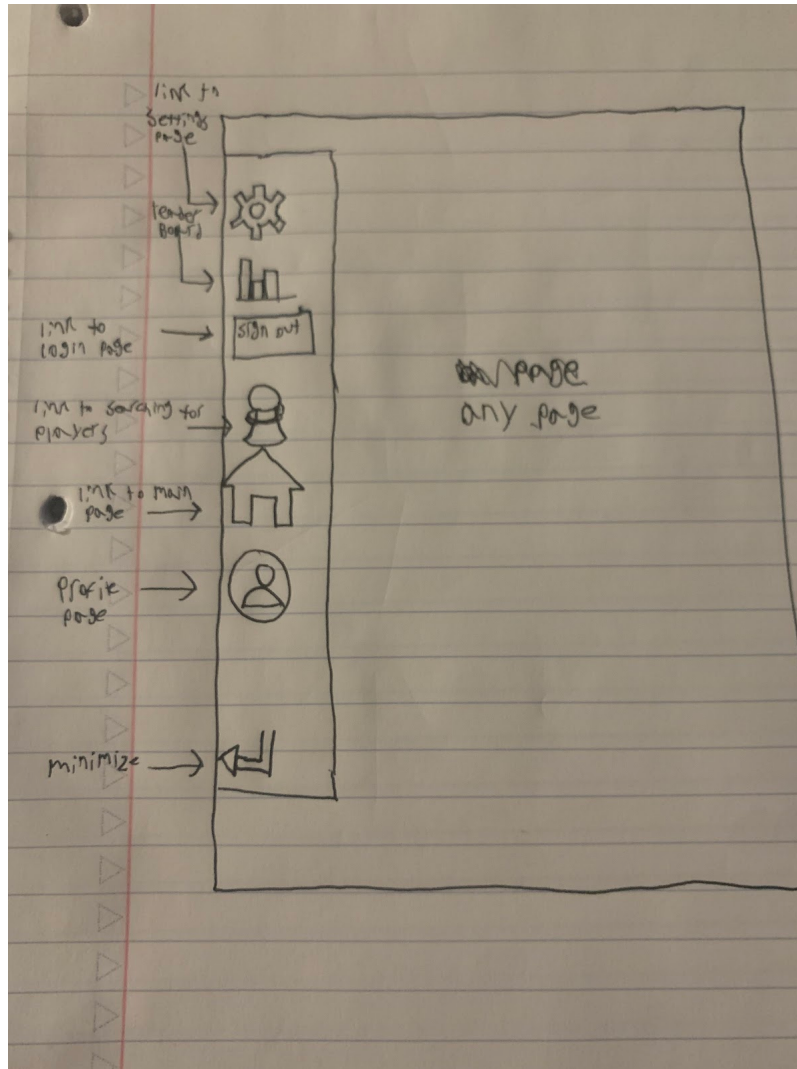 link to
setting
page
leader
Board
link to
login page
sign out
link to searching for
players
page
any page
link to main
page
profile
page
minimize